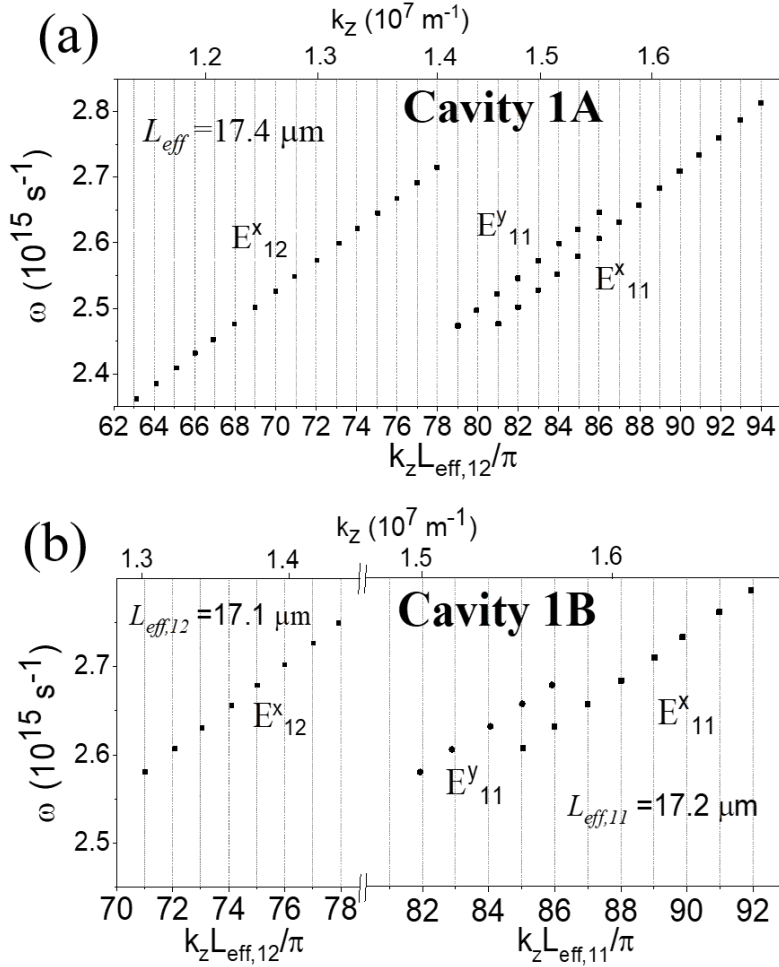 (a)
k_z (10^7 m^-1)
1.2 1.3 1.4 1.5 1.6
Cavity 1A
L_eff =17.4 μm
E^x_12
E^y_11
E^x_11
ω (10^15 s^-1)
2.8
2.7
2.6
2.5
2.4
62 64 66 68 70 72 74 76 78 80 82 84 86 88 90 92 94
k_zL_eff,12/π
(b)
k_z (10^7 m^-1)
1.3 1.4 1.5 1.6
Cavity 1B
L_eff,12 =17.1 μm
E^x_12
E^x_11
E^y_11
L_eff,11 =17.2 μm
ω (10^15 s^-1)
2.7
2.6
2.5
70 72 74 76 78 82 84 86 88 90 92
k_zL_eff,12/π k_zL_eff,11/π